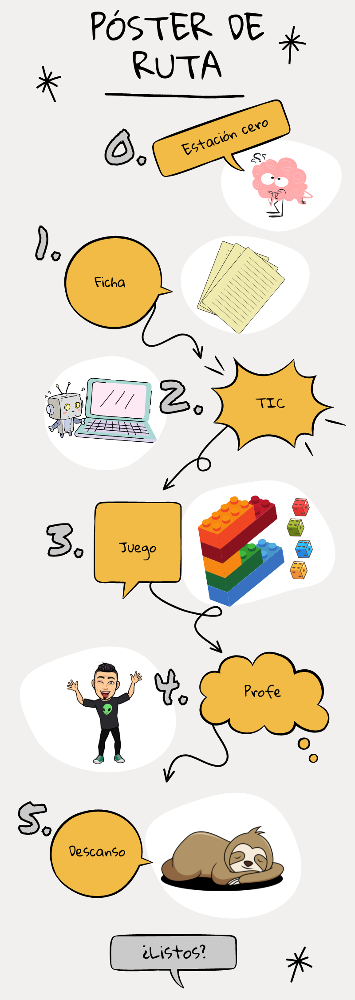 PÓSTER DE
RUTA
0.
Estación cero
1.
Ficha
2.
TIC
3.
Juego
4.
Profe
5.
Descanso
¿Listos?